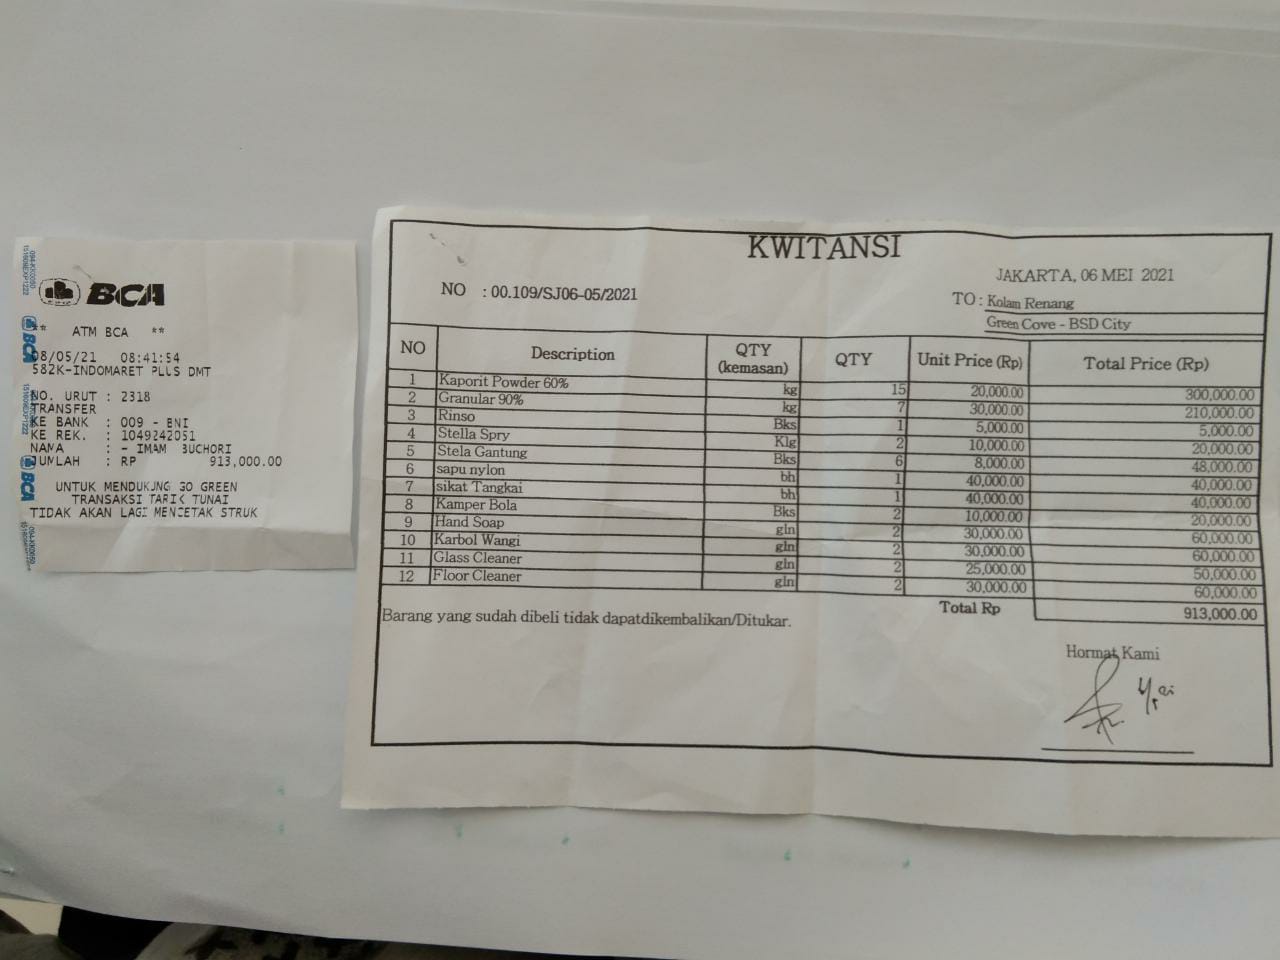 BCA
** ATM BCA **
08/05/21 08:41:54
582K-INDOMARET PLUS DMT
NO. URUT : 2318
TRANSFER
KE BANK : 009 - BNI
KE REK. : 1049242051
NAMA : - IMAM BUCHORI
JUMLAH : RP 913,000.00
UNTUK MENDUKUNG GO GREEN
TRANSAKSI TARIK TUNAI
TIDAK AKAN LAGI MENCETAK STRUK
BCA
BCA
BCA
KWITANSI
JAKARTA, 06 MEI 2021
NO : 00.109/SJ06-05/2021
TO : Kolam Renang
Green Cove - BSD City
NO Description QTY (kemasan) QTY Unit Price (Rp) Total Price (Rp)
1 Kaporit Powder 60% kg 15 20,000.00 300,000.00
2 Granular 90% kg 7 30,000.00 210,000.00
3 Rinso Bks 1 5,000.00 5,000.00
4 Stella Spry Klg 2 10,000.00 20,000.00
5 Stela Gantung Bks 6 8,000.00 48,000.00
6 sapu nylon bh 1 40,000.00 40,000.00
7 sikat Tangkai bh 1 40,000.00 40,000.00
8 Kamper Bola Bks 2 10,000.00 20,000.00
9 Hand Soap gln 2 30,000.00 60,000.00
10 Karbol Wangi gln 2 30,000.00 60,000.00
11 Glass Cleaner gln 2 25,000.00 50,000.00
12 Floor Cleaner gln 2 30,000.00 60,000.00
Total Rp 913,000.00
Barang yang sudah dibeli tidak dapatdikembalikan/Ditukar.
Hormat Kami